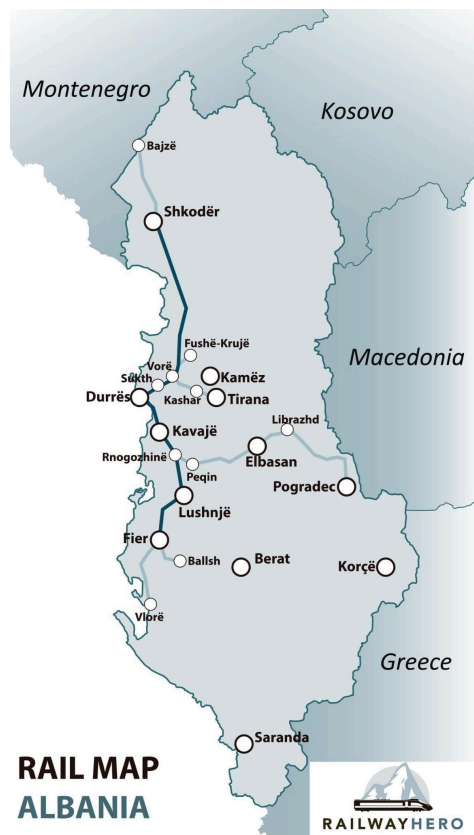 Montenegro
Kosovo
Bajzë
Shkodër
Fushë-Krujë
Vorë
Sukth
Kamëz
Macedonia
Durrës
Kashar
Tirana
Kavajë
Librazhd
Rnogozhinë
Elbasan
Peqin
Pogradec
Lushnjë
Fier
Ballsh
Berat
Korçë
Vlorë
Greece
Saranda
RAIL MAP
ALBANIA
RAILWAYHERO